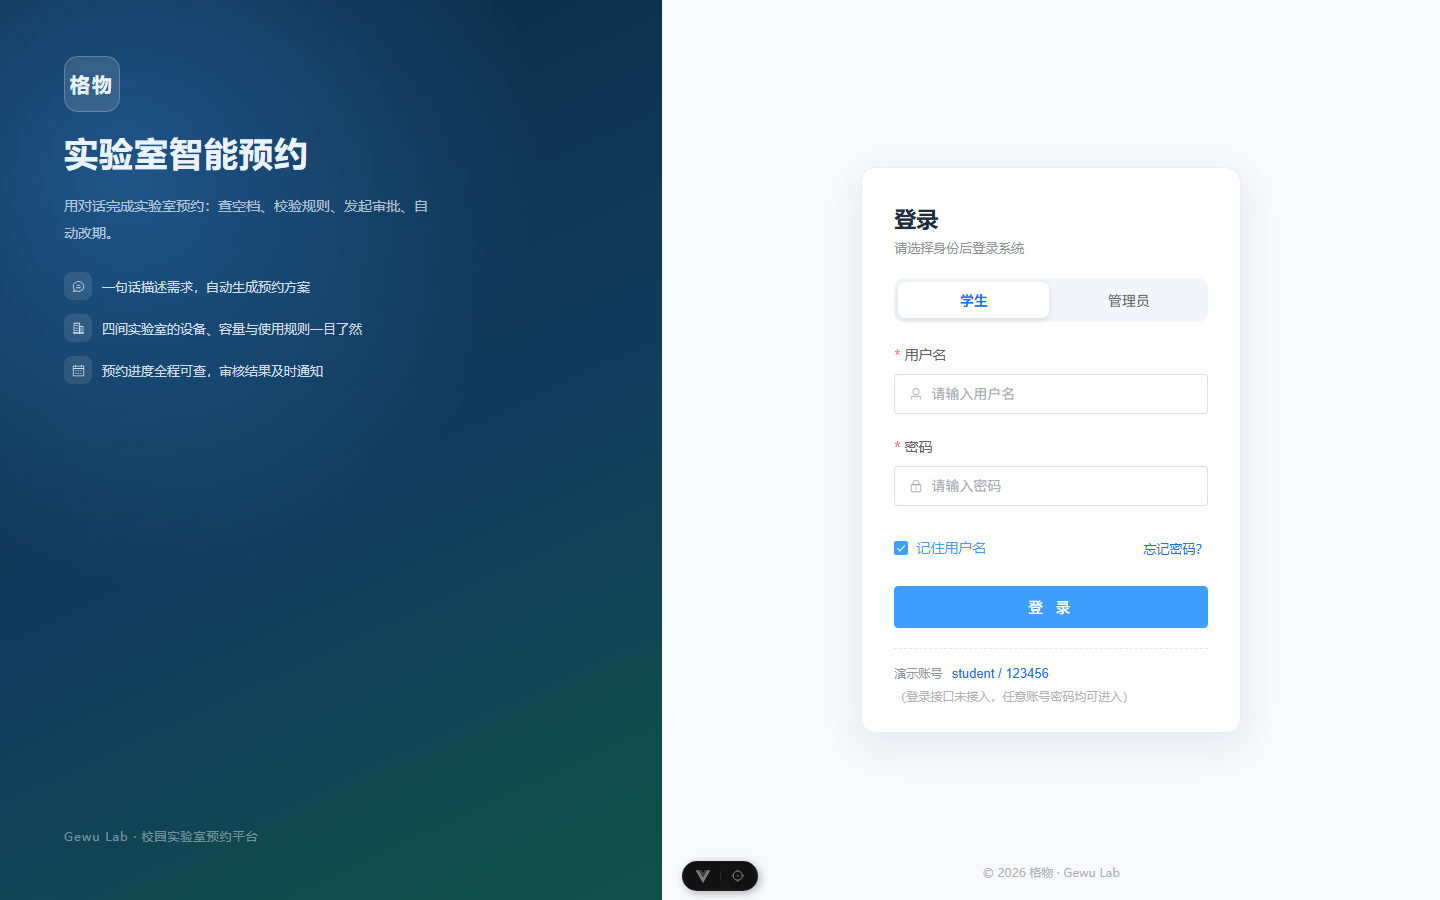 格物
实验室智能预约
用对话完成实验室预约：查空档、校验规则、发起审批、自
动改期。
一句话描述需求，自动生成预约方案
四间实验室的设备、容量与使用规则一目了然
预约进度全程可查，审核结果及时通知
Gewu Lab · 校园实验室预约平台
登录
请选择身份后登录系统
学生 管理员
* 用户名
请输入用户名
* 密码
请输入密码
记住用户名 忘记密码?
登 录
演示账号 student / 123456
（登录接口未接入，任意账号密码均可进入）
© 2026 格物 · Gewu Lab